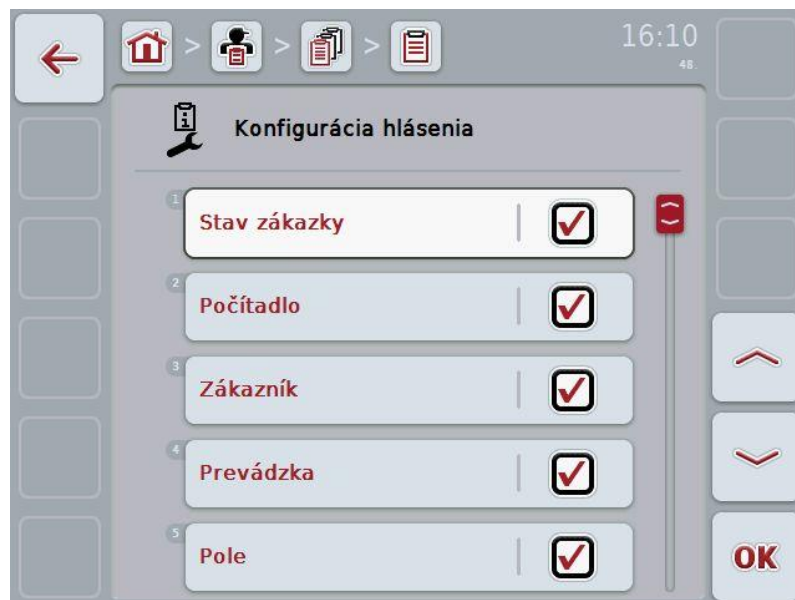 > > >
16:10
48.
Konfigurácia hlásenia
1
Stav zákazky
2
Počítadlo
3
Zákazník
4
Prevádzka
5
Pole
OK